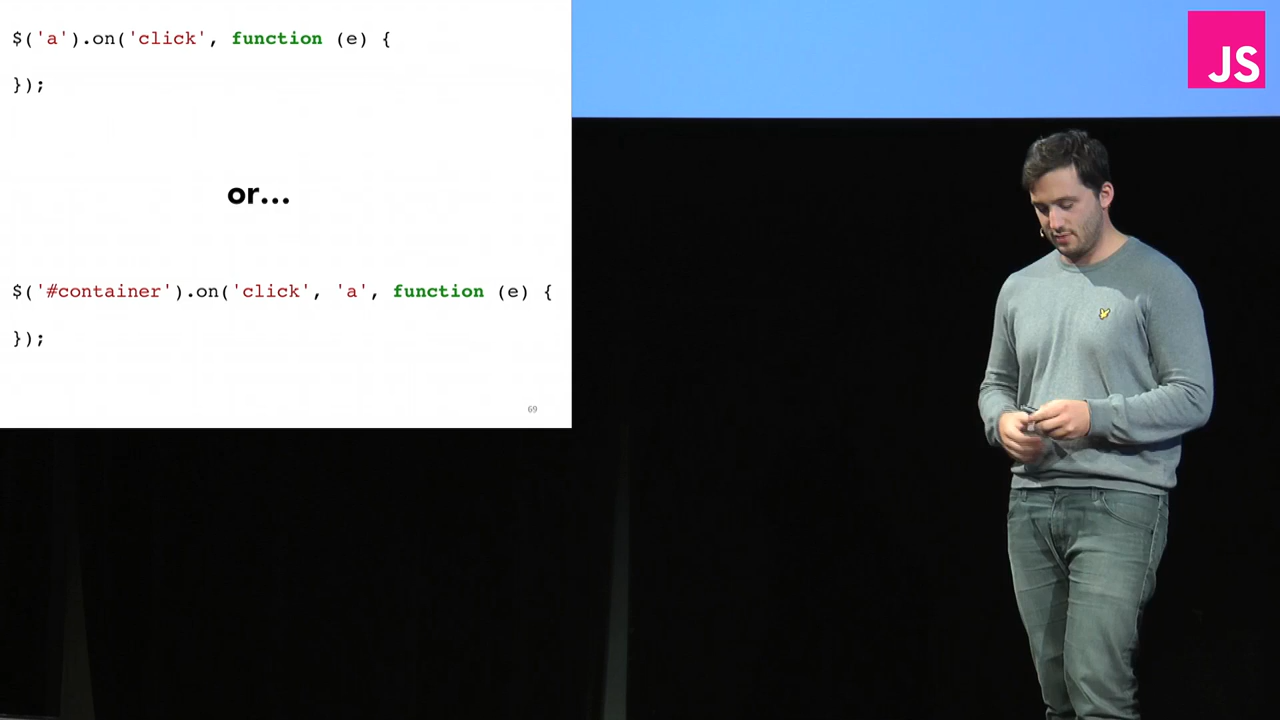 $('a').on('click', function (e) {
});
or...
$('#container').on('click', 'a', function (e) {
});
69
JS